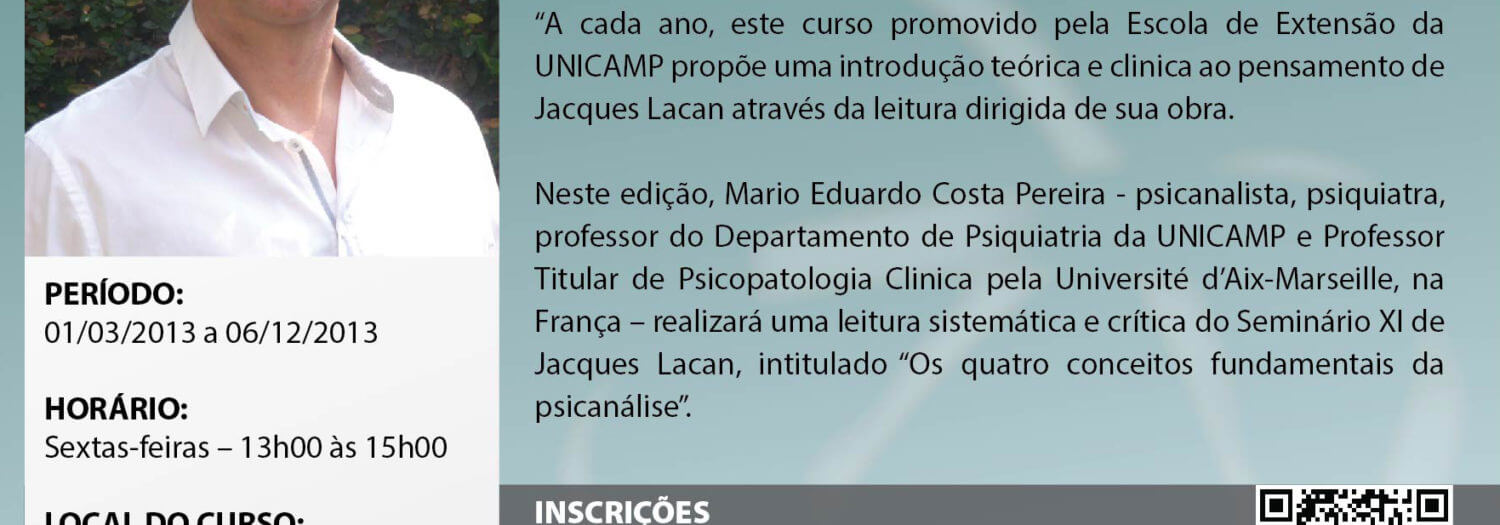 “A cada ano, este curso promovido pela Escola de Extensão da
UNICAMP propõe uma introdução teórica e clinica ao pensamento de
Jacques Lacan através da leitura dirigida de sua obra.
Neste edição, Mario Eduardo Costa Pereira - psicanalista, psiquiatra,
professor do Departamento de Psiquiatria da UNICAMP e Professor
Titular de Psicopatologia Clinica pela Université d’Aix-Marseille, na
França – realizará uma leitura sistemática e crítica do Seminário XI de
Jacques Lacan, intitulado “Os quatro conceitos fundamentais da
psicanálise”.
PERÍODO:
01/03/2013 a 06/12/2013
HORÁRIO:
Sextas-feiras – 13h00 às 15h00
LOCAL DO CURSO:
INSCRIÇÕES